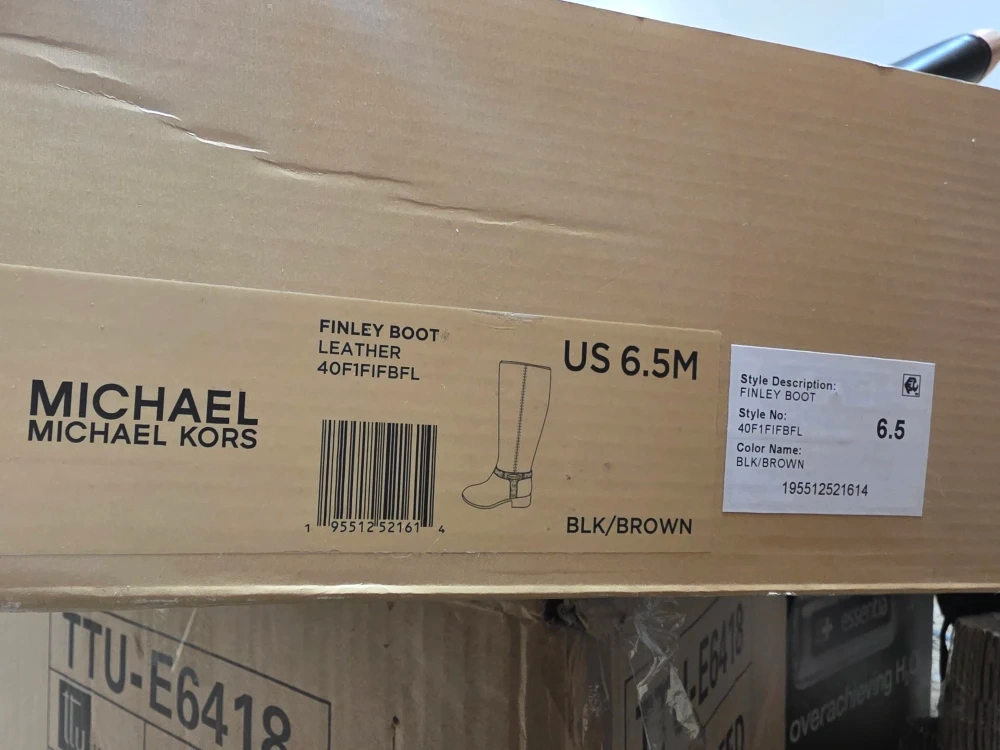 FINLEY BOOT
LEATHER
40F1FIFBFL
US 6.5M
MICHAEL
MICHAEL KORS
1 95512 52161 4
BLK/BROWN
Style Description:
FINLEY BOOT
Style No:
40F1FIFBFL
6.5
Color Name:
BLK/BROWN
195512521614
TTU-E6418
ttu
-E6418
+ essentia
overachieving H